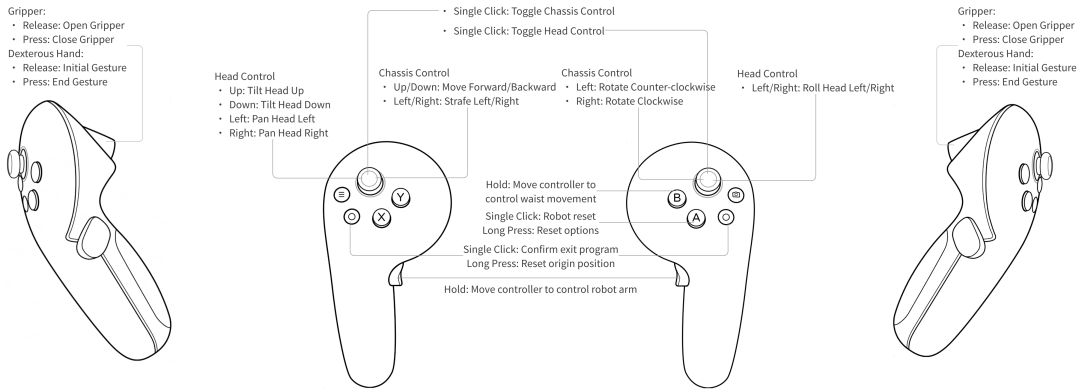 Gripper:
• Release: Open Gripper
• Press: Close Gripper
Dexterous Hand:
• Release: Initial Gesture
• Press: End Gesture
• Single Click: Toggle Chassis Control
• Single Click: Toggle Head Control
Gripper:
• Release: Open Gripper
• Press: Close Gripper
Dexterous Hand:
• Release: Initial Gesture
• Press: End Gesture
Head Control
• Up: Tilt Head Up
• Down: Tilt Head Down
• Left: Pan Head Left
• Right: Pan Head Right
Chassis Control
• Up/Down: Move Forward/Backward
• Left/Right: Strafe Left/Right
Chassis Control
• Left: Rotate Counter-clockwise
• Right: Rotate Clockwise
Head Control
• Left/Right: Roll Head Left/Right
Y
X
B
A
Hold: Move controller to
control waist movement
Single Click: Robot reset
Long Press: Reset options
Single Click: Confirm exit program
Long Press: Reset origin position
Hold: Move controller to control robot arm